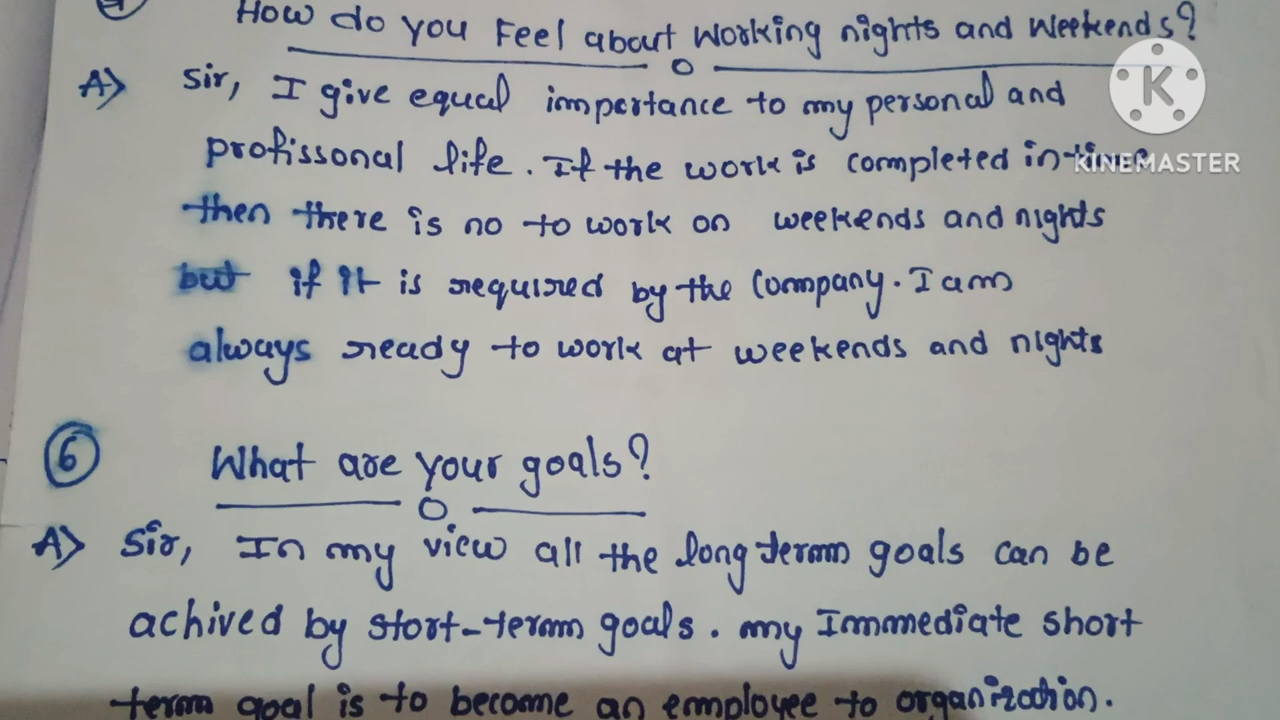 How do you Feel about working nights and weekends?
A> Sir, I give equal importance to my personal and
profissonal life. If the work is completed in-time
then there is no to work on weekends and nights
but if it is required by the Company. I am
always ready to work at weekends and nights
6 What are your goals?
A> Sir, In my view all the long term goals can be
achived by stort-term goals. my Immediate short
term goal is to become an employee to organization.
K
KINEMASTER